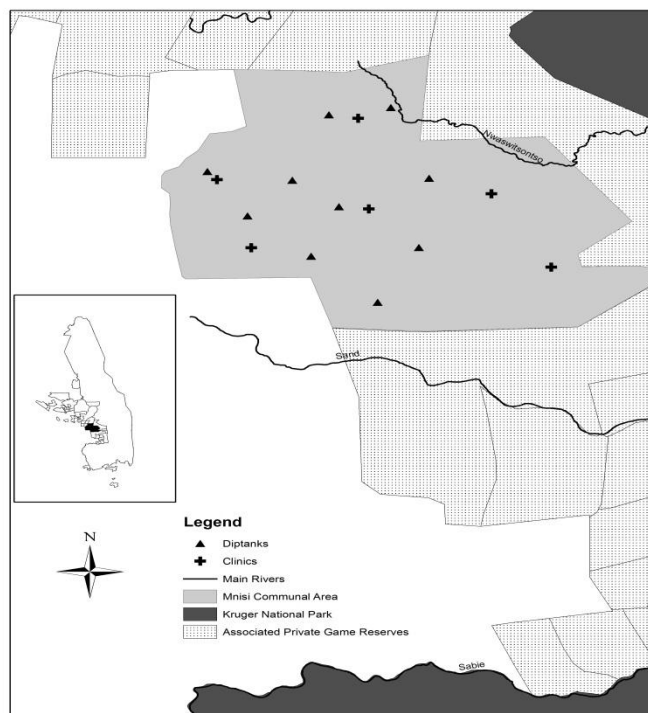 Nwaswitsontso
Sand
N
Legend
Diptanks
Clinics
Main Rivers
Mnisi Communal Area
Kruger National Park
Associated Private Game Reserves
Sabie